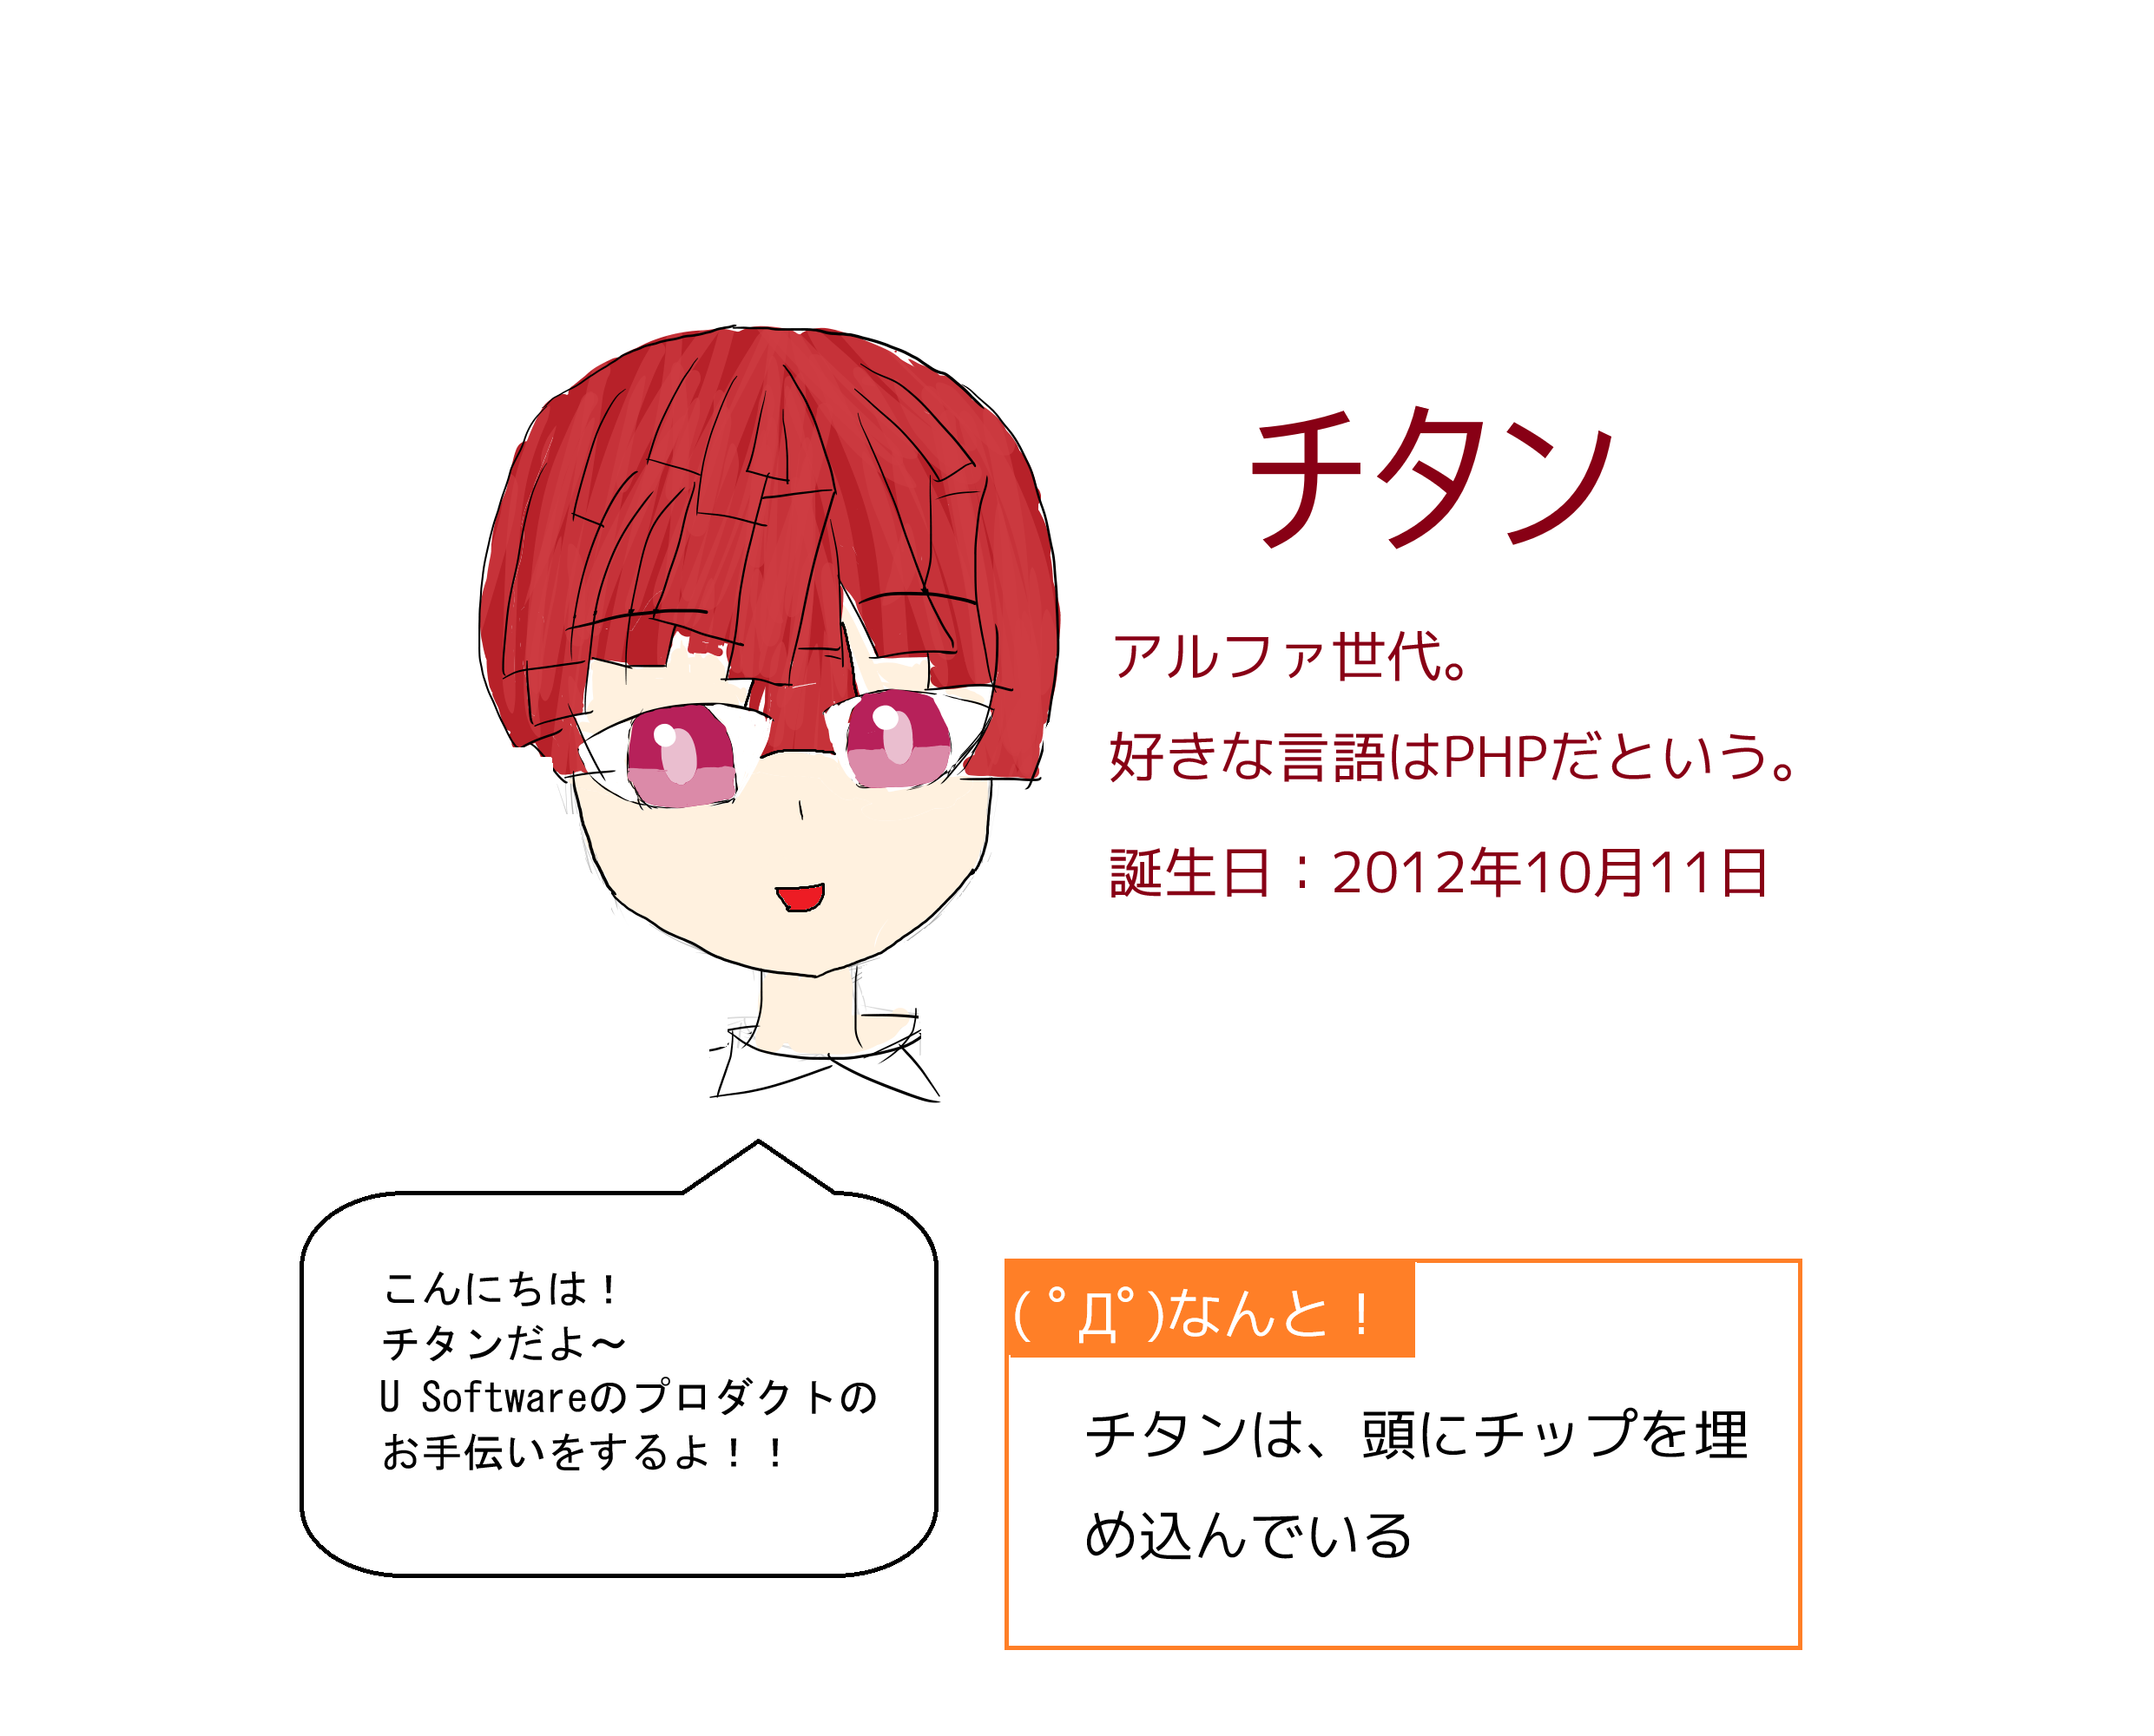 チタン
アルファ世代。
好きな言語はPHPだという。
誕生日：2012年10月11日
こんにちは！
チタンだよ～
U Softwareのプロダクトの
お手伝いをするよ！！
(ﾟДﾟ)なんと！
チタンは、頭にチップを埋
め込んでいる